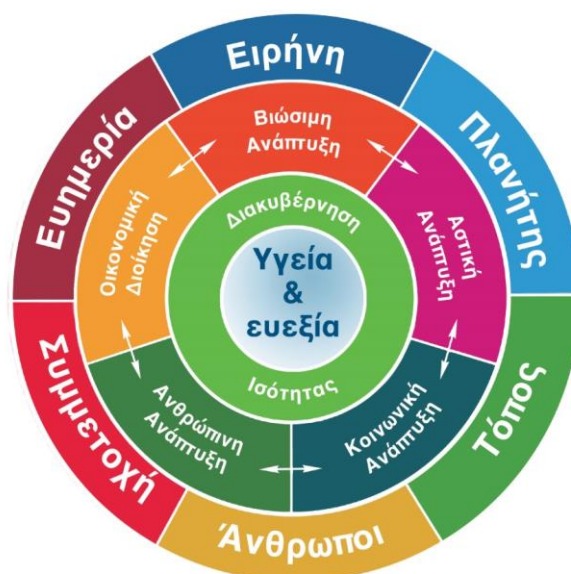 Ειρήνη
Πλανήτης
Τόπος
Άνθρωποι
Συμμετοχή
Ευημερία
Βιώσιμη
Ανάπτυξη
Αστική
Ανάπτυξη
Κοινωνική
Ανάπτυξη
Ανθρώπινη
Ανάπτυξη
Οικονομική
Διοίκηση
Διακυβέρνηση
Ισότητας
Υγεία
&
ευεξία